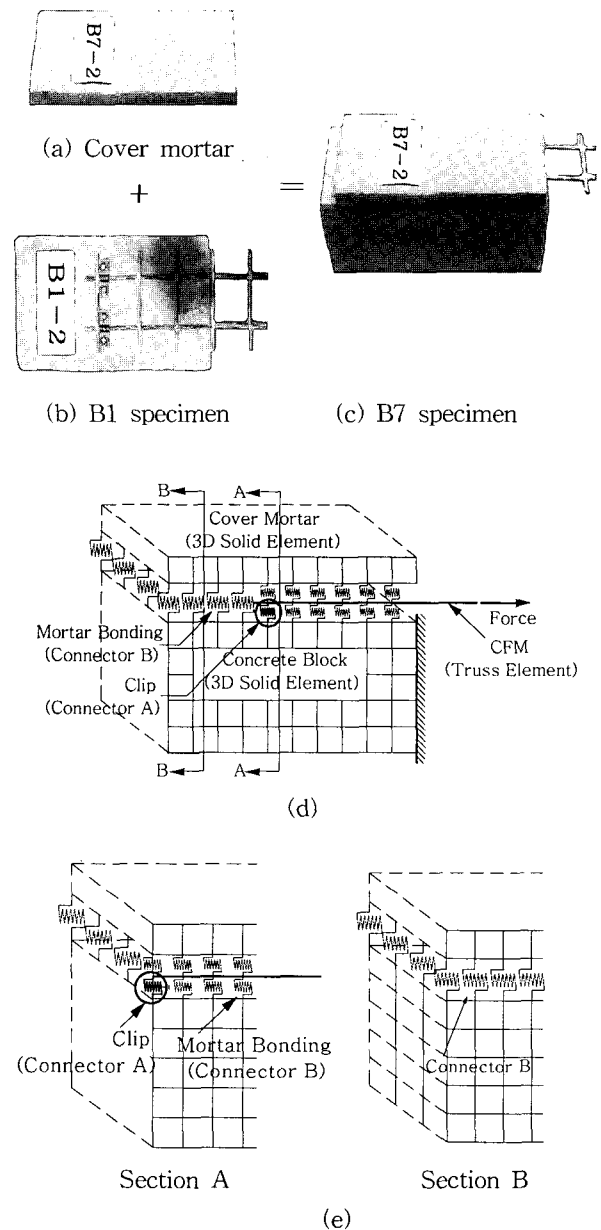 B7-2
(a) Cover mortar
+
=
B7-2
B1-2
(b) B1 specimen
(c) B7 specimen
B
A
Cover Mortar
(3D Solid Element)
Mortar Bonding
(Connector B)
Clip
(Connector A)
Concrete Block
(3D Solid Element)
Force
CFM
(Truss Element)
B
A
(d)
Clip
(Connector A)
Mortar Bonding
(Connector B)
Section A
Connector B
Section B
(e)